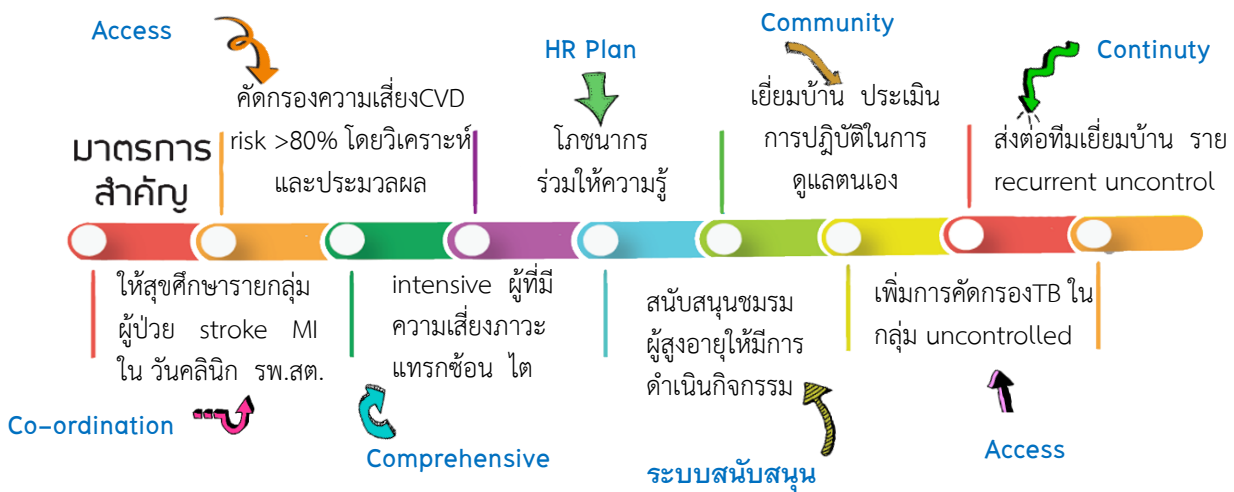 Access
คัดกรองความเสี่ยงCVD
risk >80% โดยวิเคราะห์
และประมวลผล
HR Plan
โภชนากร
ร่วมให้ความรู้
Community
เยี่ยมบ้าน ประเมิน
การปฎิบัติในการ
ดูแลตนเอง
Continuty
ส่งต่อทีมเยี่ยมบ้าน ราย
recurrent uncontrol
มาตรการ
สำคัญ
ให้สุขศึกษารายกลุ่ม
ผู้ป่วย stroke MI
ใน วันคลินิก รพ.สต.
Co-ordination
intensive ผู้ที่มี
ความเสี่ยงภาวะ
แทรกซ้อน ไต
Comprehensive
สนับสนุนชมรม
ผู้สูงอายุให้มีการ
ดำเนินกิจกรรม
ระบบสนับสนุน
เพิ่มการคัดกรองTB ใน
กลุ่ม uncontrolled
Access